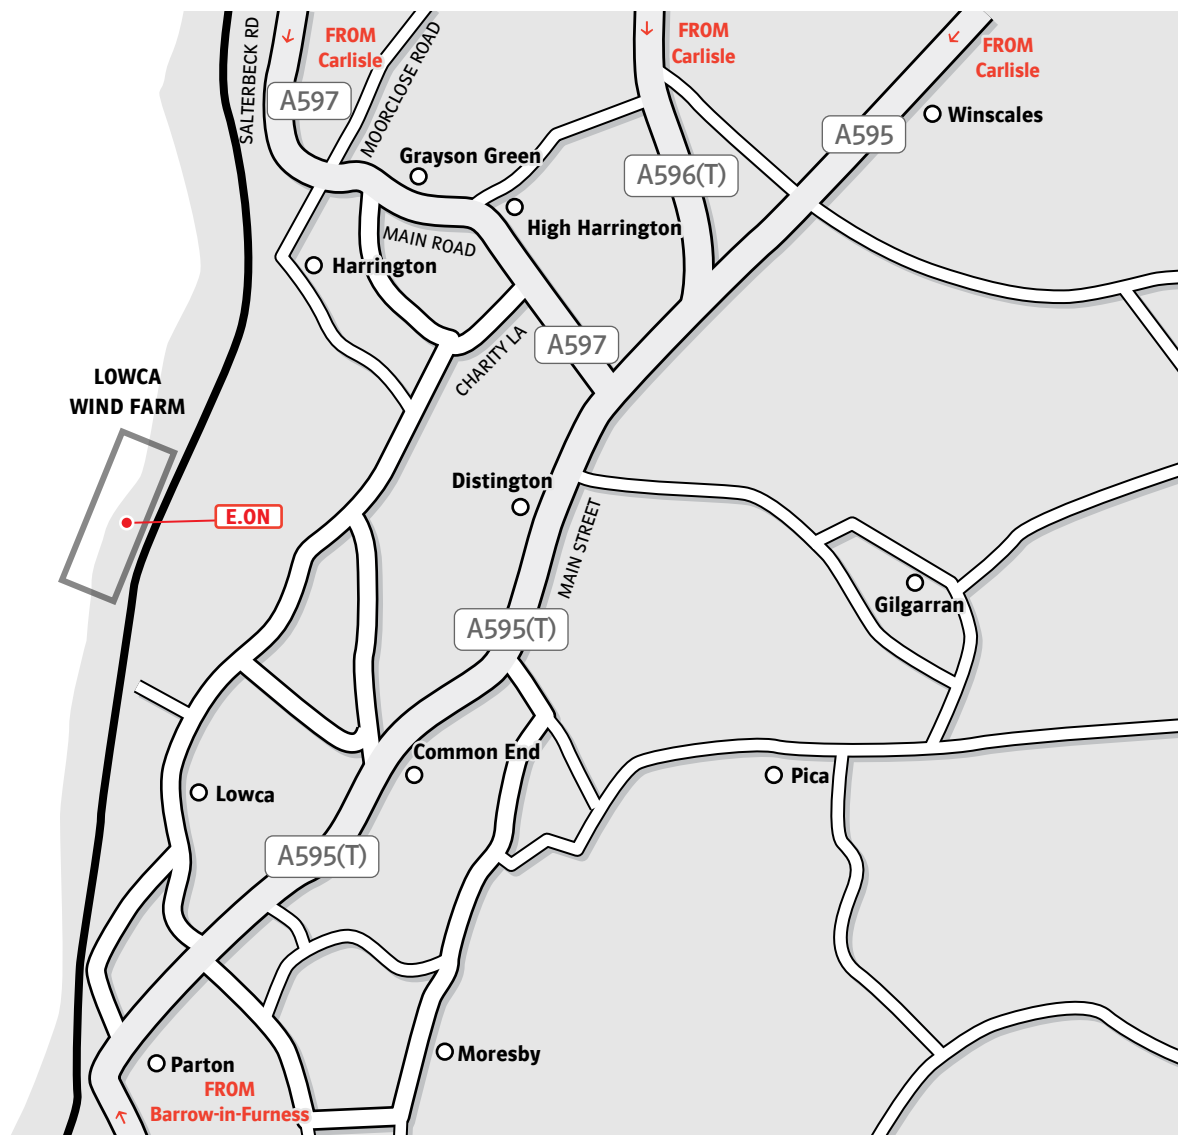 SALTERBECK RD
FROM
Carlisle
MOORCLOSE ROAD
FROM
Carlisle
FROM
Carlisle
A597
Winscales
A595
Grayson Green
A596(T)
High Harrington
MAIN ROAD
Harrington
A597
CHARITY LA
LOWCA
WIND FARM
Distington
E.ON
MAIN STREET
Gilgarran
A595(T)
Common End
Pica
Lowca
A595(T)
Moresby
Parton
FROM
Barrow-in-Furness